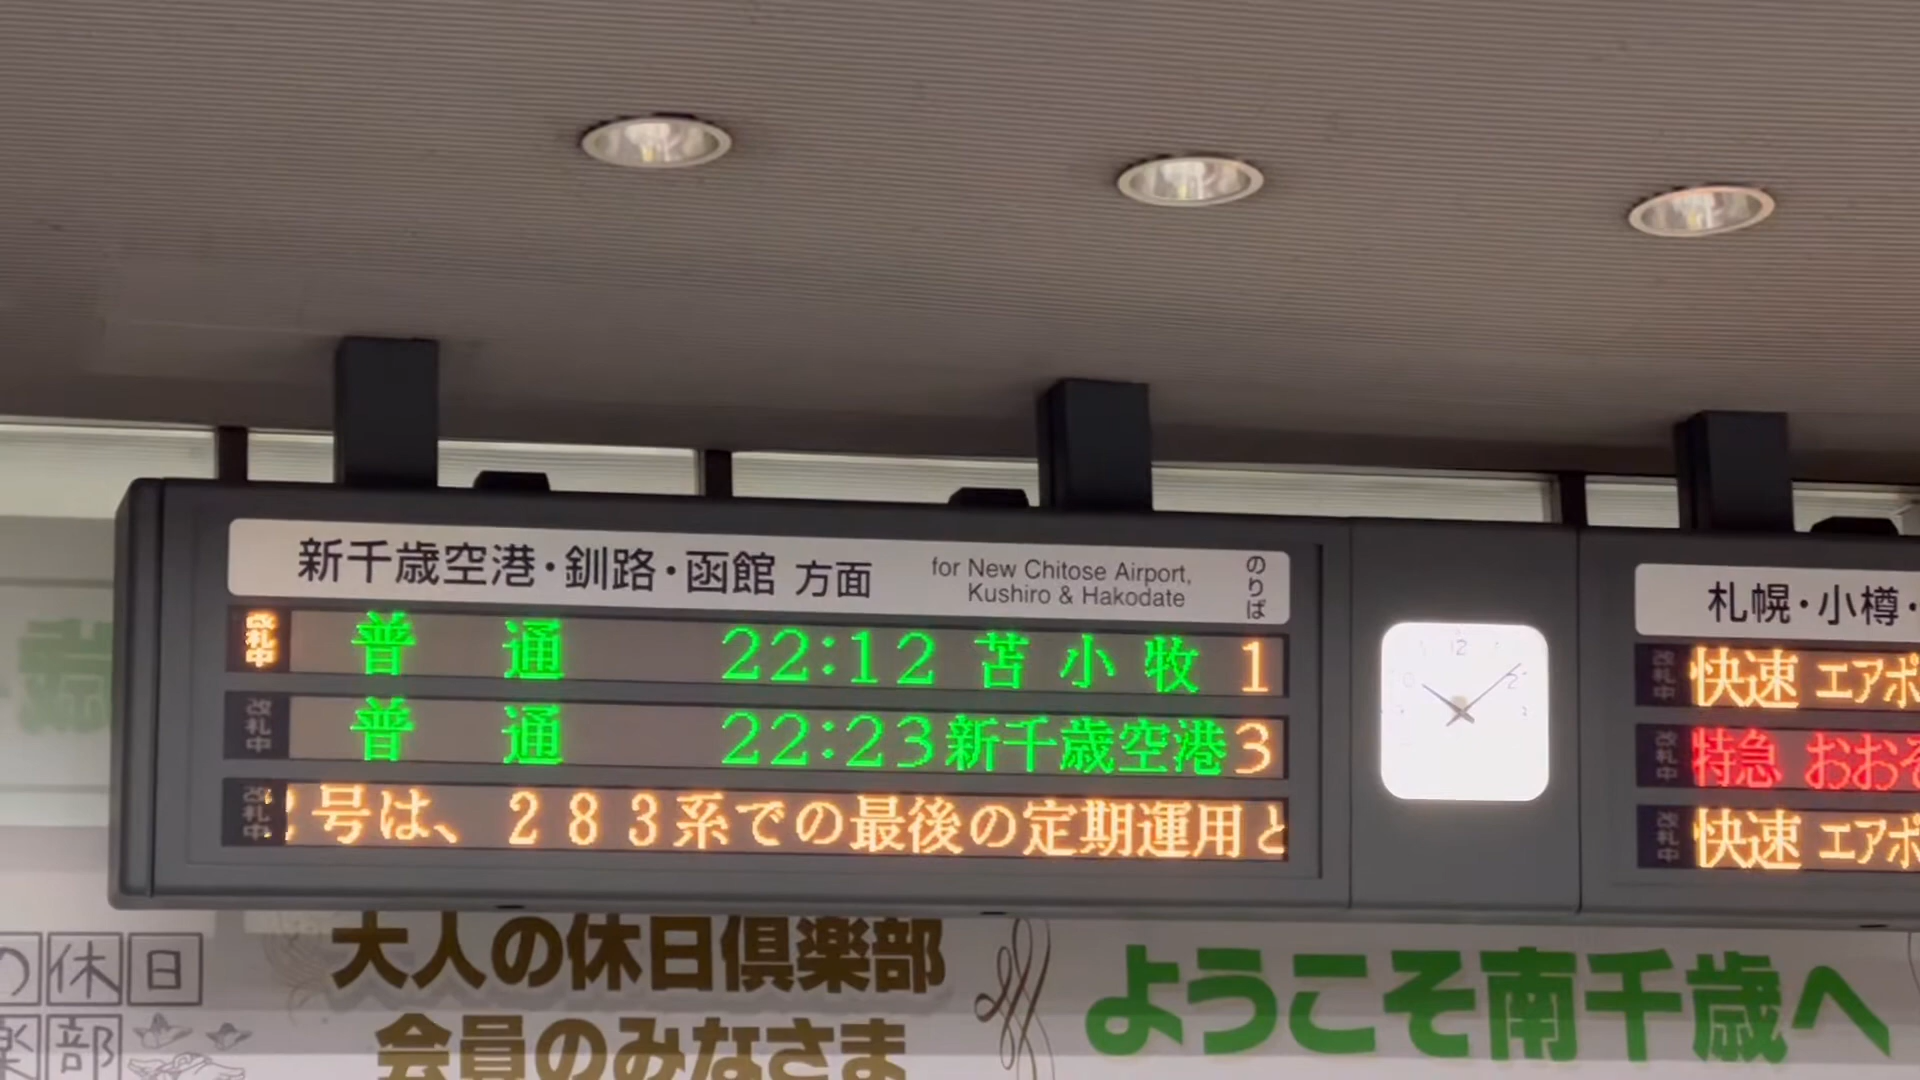 新千歳空港・釧路・函館 方面
for New Chitose Airport,
Kushiro & Hakodate
のりば
改札中 普通 22:12 苫小牧 1
改札中 普通 22:23 新千歳空港 3
改札中
号は、283系での最後の定期運用と
12
札幌・小樽・
改札中 快速 エアポ
改札中 特急 おおぞ
改札中 快速 エアポ
の休日
楽部
大人の休日倶楽部
会員のみなさま
ようこそ南千歳へ